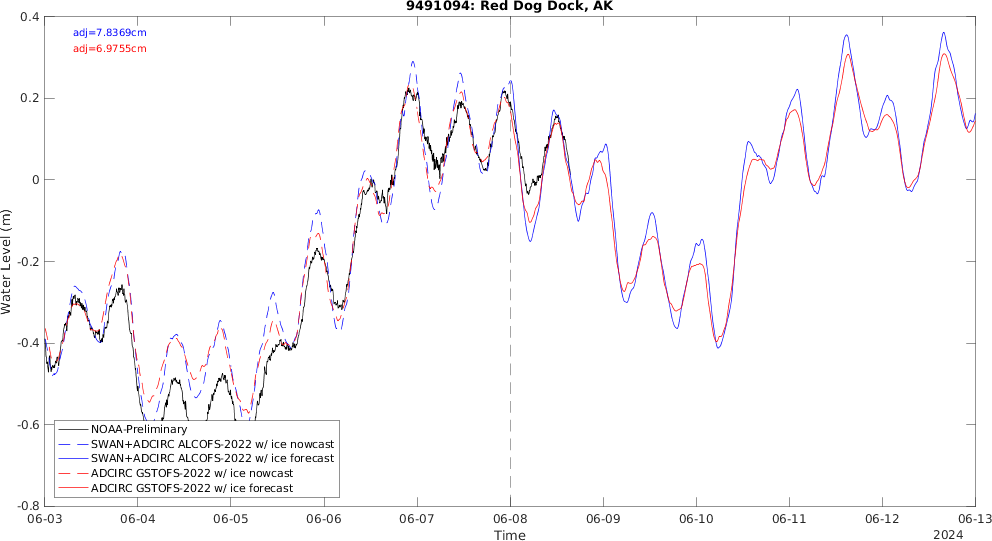 9491094: Red Dog Dock, AK
adj=7.8369cm
adj=6.9755cm
Water Level (m)
0.4
0.2
0
-0.2
-0.4
-0.6
-0.8
NOAA-Preliminary
SWAN+ADCIRC ALCOFS-2022 w/ ice nowcast
SWAN+ADCIRC ALCOFS-2022 w/ ice forecast
ADCIRC GSTOFS-2022 w/ ice nowcast
ADCIRC GSTOFS-2022 w/ ice forecast
06-03 06-04 06-05 06-06 06-07 06-08 06-09 06-10 06-11 06-12 06-13
Time
2024